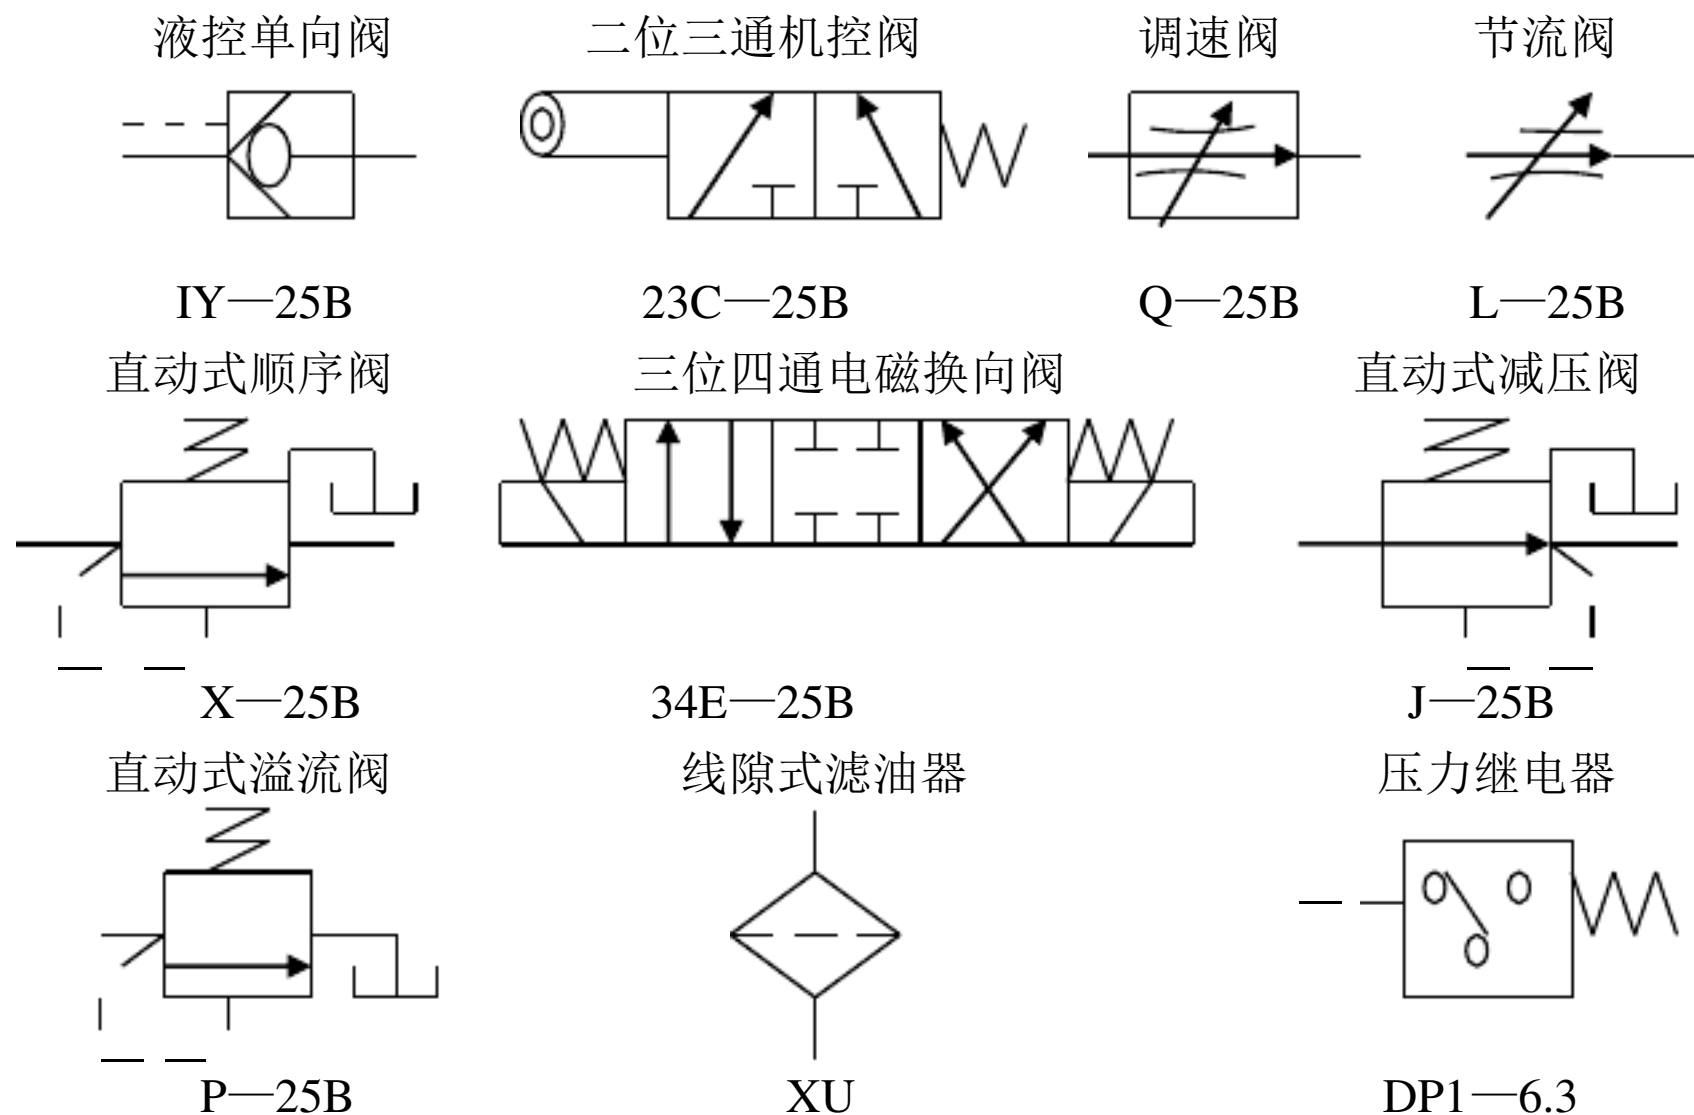 液控单向阀 二位三通机控阀 调速阀 节流阀
IY—25B 23C—25B Q—25B L—25B
直动式顺序阀 三位四通电磁换向阀 直动式减压阀
X—25B 34E—25B J—25B
直动式溢流阀 线隙式滤油器 压力继电器
P—25B XU DP1—6.3